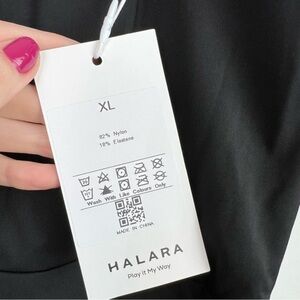 XL
82% Nylon
18% Elastane
Wash With Like Colours Only
MADE IN CHINA
HALARA
Play It My Way